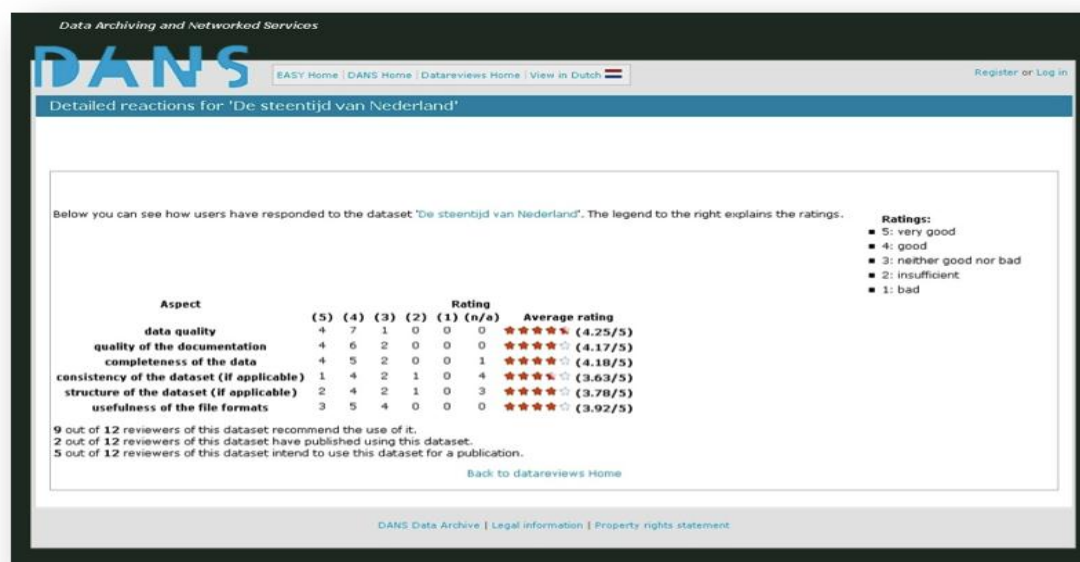 Data Archiving and Networked Services
DANS
EASY Home | DANS Home | Datareviews Home | View in Dutch
Register or Log in
Detailed reactions for 'De steentijd van Nederland'
Below you can see how users have responded to the dataset 'De steentijd van Nederland'. The legend to the right explains the ratings.
Ratings:
5: very good
4: good
3: neither good nor bad
2: insufficient
1: bad
Aspect Rating
(5) (4) (3) (2) (1) (n/a) Average rating
data quality 4 7 1 0 0 0 (4.25/5)
quality of the documentation 4 6 2 0 0 0 (4.17/5)
completeness of the data 4 5 2 0 0 1 (4.18/5)
consistency of the dataset (if applicable) 1 4 2 1 0 4 (3.63/5)
structure of the dataset (if applicable) 2 4 2 1 0 3 (3.78/5)
usefulness of the file formats 3 5 4 0 0 0 (3.92/5)
9 out of 12 reviewers of this dataset recommend the use of it.
2 out of 12 reviewers of this dataset have published using this dataset.
5 out of 12 reviewers of this dataset intend to use this dataset for a publication.
Back to datareviews Home
DANS Data Archive | Legal information | Property rights statement